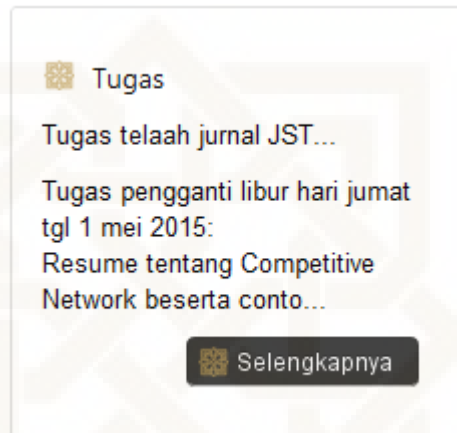 Tugas
Tugas telaah jurnal JST...
Tugas pengganti libur hari jumat
tgl 1 mei 2015:
Resume tentang Competitive
Network beserta conto...
Selengkapnya